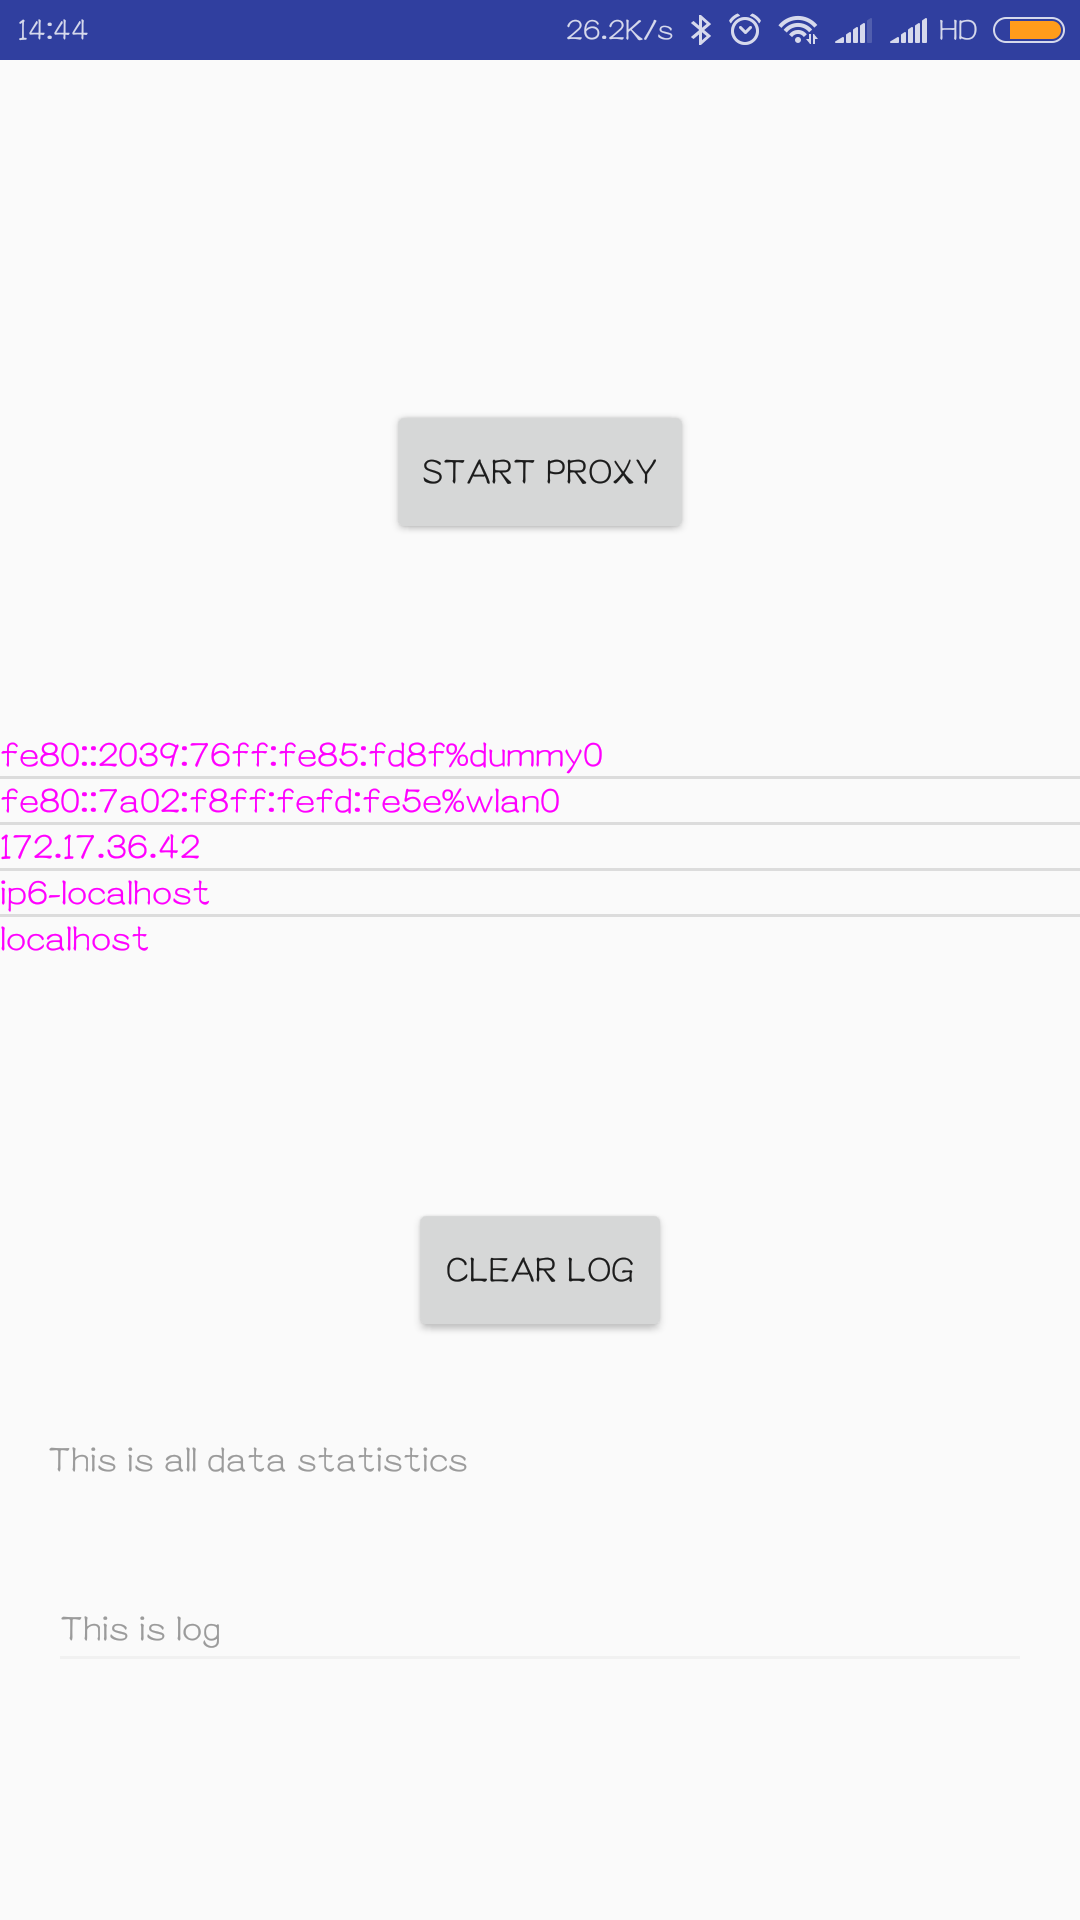 14:44 26.2K/s HD
START PROXY
fe80::2039:76ff:fe85:fd8f%dummy0
fe80::7a02:f8ff:fefd:fe5e%wlan0
172.17.36.42
ip6-localhost
localhost
CLEAR LOG
This is all data statistics
This is log